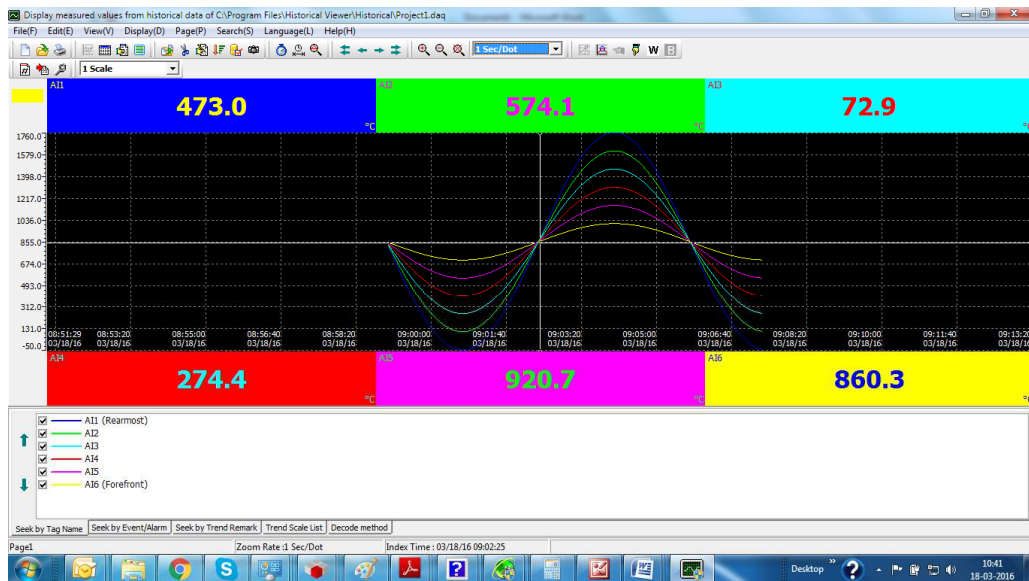 Display measured values from historical data of C:\Program Files\Historical Viewer\Historical\Project1.daq
File(F) Edit(E) View(V) Display(D) Page(P) Search(S) Language(L) Help(H)
1 Sec/Dot
W B
1 Scale
AI1 AI2 AI3
473.0 574.1 72.9
°C °C °C
1760.0
1579.0
1398.0
1217.0
1036.0
855.0
674.0
493.0
312.0
131.0
-50.0
08:51:29 08:53:20 08:55:00 08:56:40 08:58:20 09:00:00 09:01:40 09:03:20 09:05:00 09:06:40 09:08:20 09:10:00 09:11:40 09:13:20
03/18/16 03/18/16 03/18/16 03/18/16 03/18/16 03/18/16 03/18/16 03/18/16 03/18/16 03/18/16 03/18/16 03/18/16 03/18/16 03/18/16
AI4 AI5 AI6
274.4 920.7 860.3
°C °C °C
AI1 (Rearmost)
AI2
AI3
AI4
AI5
AI6 (Forefront)
Seek by Tag Name Seek by Event/Alarm Seek by Trend Remark Trend Scale List Decode method
Page1 Zoom Rate :1 Sec/Dot Index Time : 03/18/16 09:02:25
Desktop » 10:41
18-03-2016